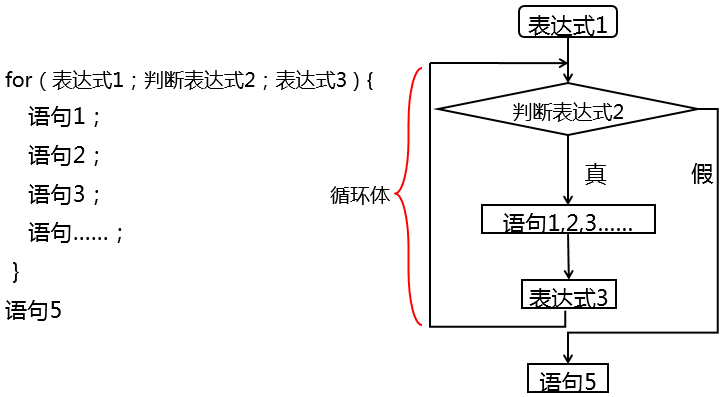 for（表达式1；判断表达式2；表达式3）{
语句1；
语句2；
语句3；
语句……；
}
语句5
循环体
表达式1
判断表达式2
真
假
语句1,2,3……
表达式3
语句5